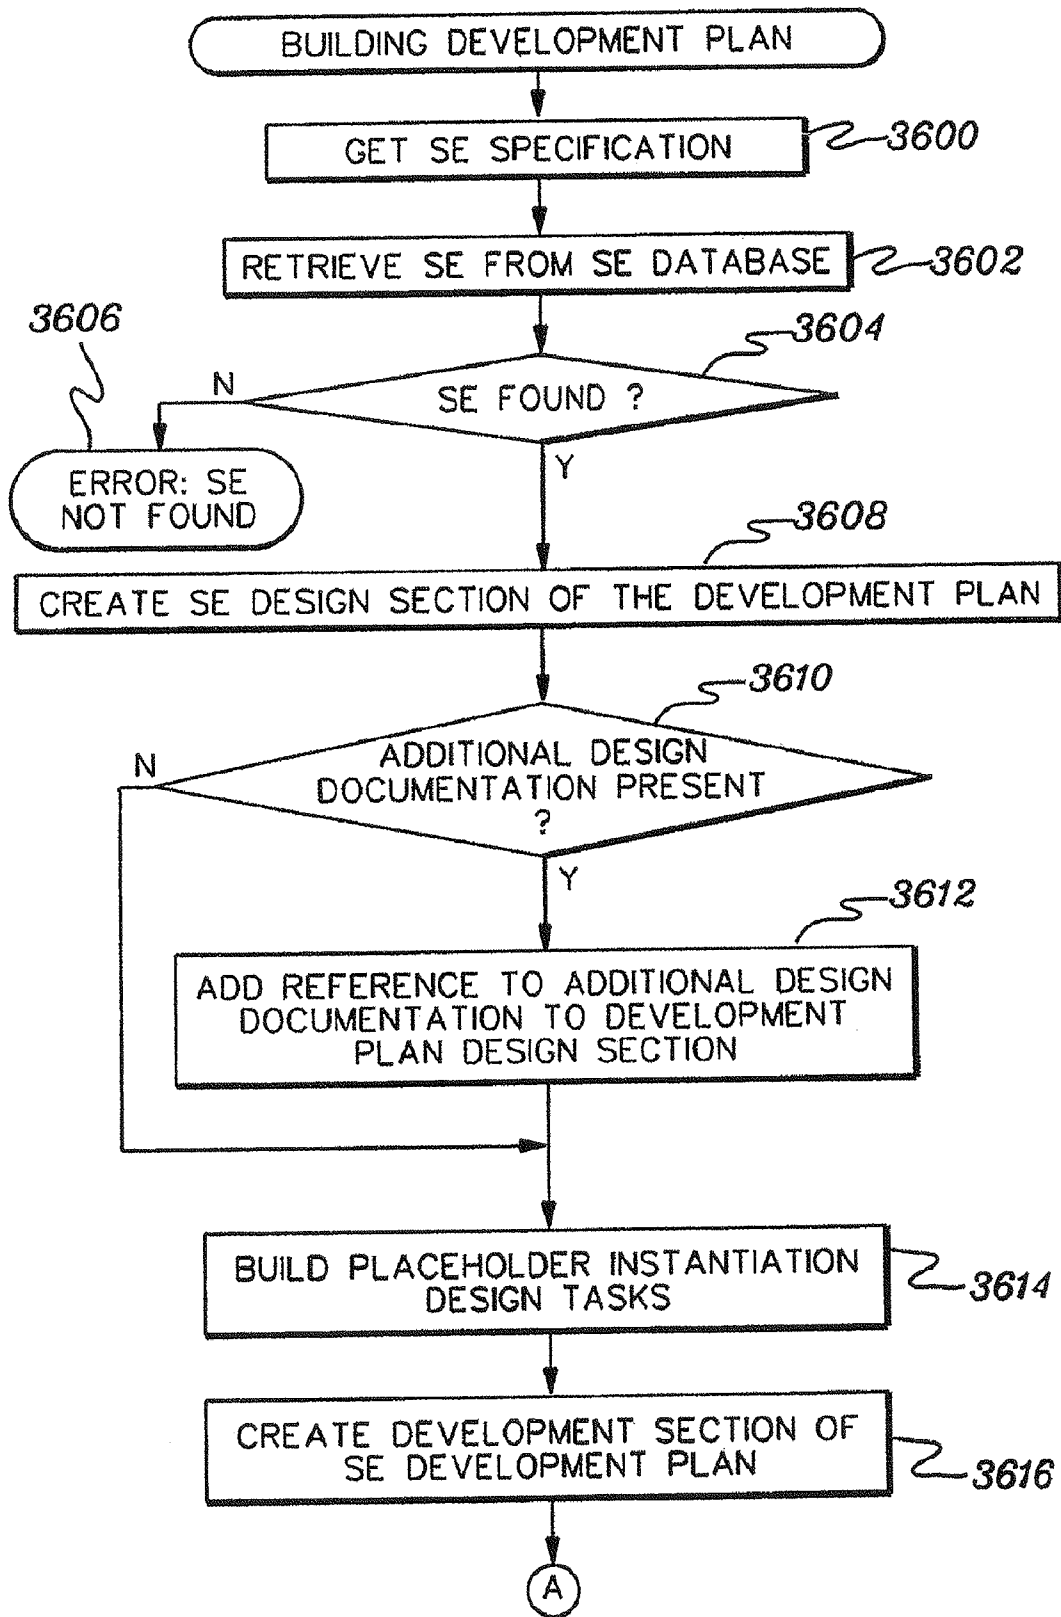 BUILDING DEVELOPMENT PLAN
GET SE SPECIFICATION
3600
RETRIEVE SE FROM SE DATABASE
3602
3606
3604
N
SE FOUND ?
Y
ERROR: SE
NOT FOUND
3608
CREATE SE DESIGN SECTION OF THE DEVELOPMENT PLAN
3610
N
ADDITIONAL DESIGN
DOCUMENTATION PRESENT
?
Y
3612
ADD REFERENCE TO ADDITIONAL DESIGN
DOCUMENTATION TO DEVELOPMENT
PLAN DESIGN SECTION
BUILD PLACEHOLDER INSTANTIATION
DESIGN TASKS
3614
CREATE DEVELOPMENT SECTION OF
SE DEVELOPMENT PLAN
3616
A